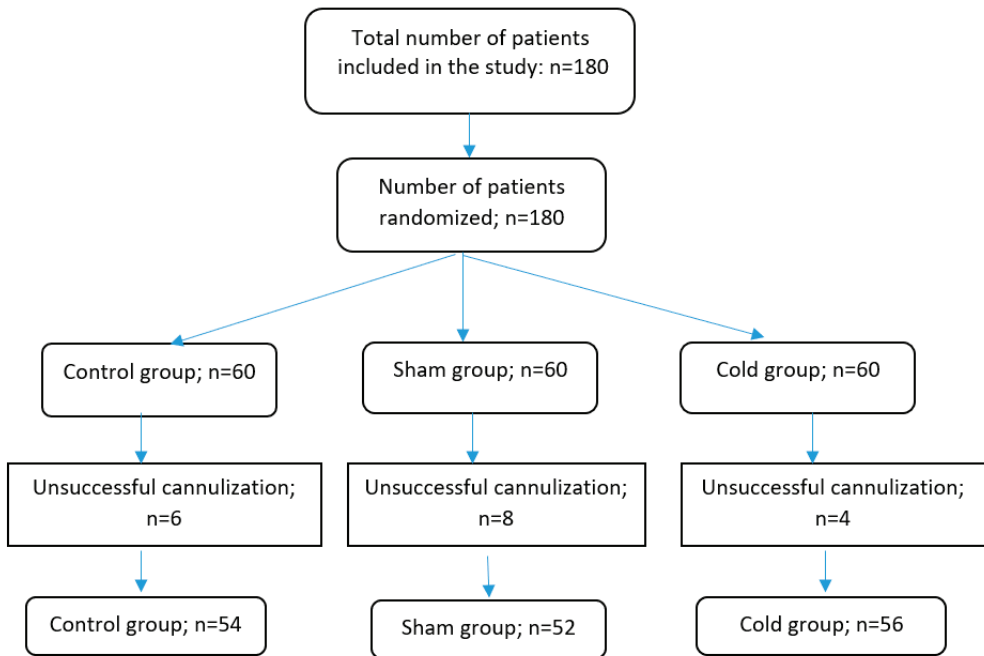 Total number of patients
included in the study: n=180
Number of patients
randomized; n=180
Control group; n=60
Sham group; n=60
Cold group; n=60
Unsuccessful cannulization;
n=6
Unsuccessful cannulization;
n=8
Unsuccessful cannulization;
n=4
Control group; n=54
Sham group; n=52
Cold group; n=56